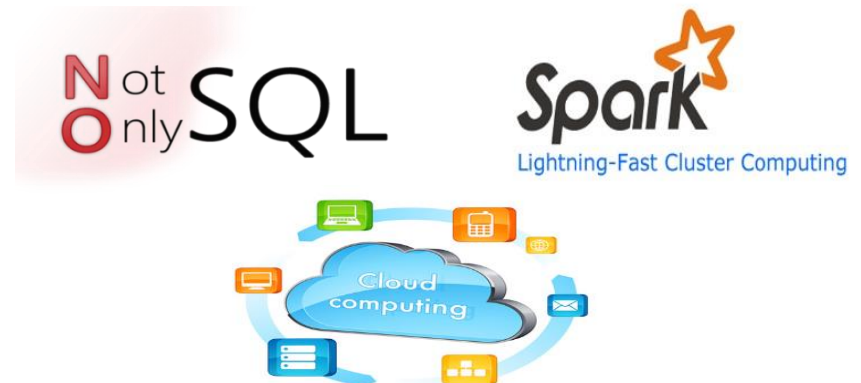 Not
Only SQL
Spark
Lightning-Fast Cluster Computing
Cloud
computing